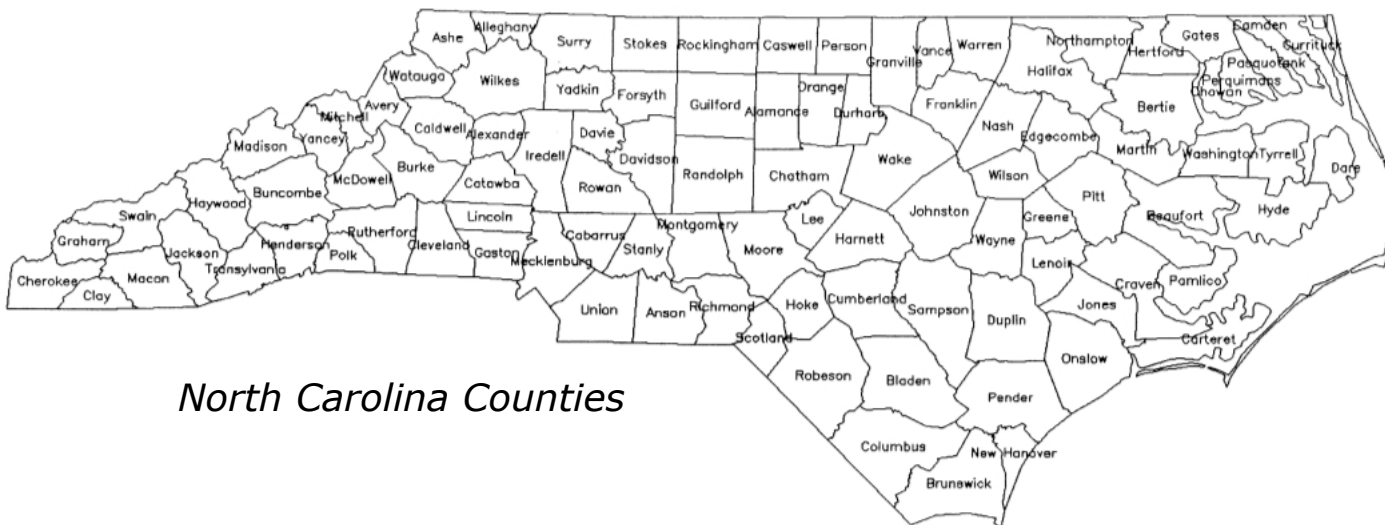 Ashe
Alleghany
Surry
Stokes
Rockingham
Caswell
Person
Granville
Vance
Warren
Northampton
Hertford
Gates
Camden
Currituck
Pasquotank
Perquimans
Chowan
Halifax
Watauga
Wilkes
Yadkin
Forsyth
Guilford
Alamance
Orange
Durham
Franklin
Bertie
Avery
Mitchell
Yancey
Caldwell
Alexander
Iredell
Davie
Davidson
Nash
Edgecombe
Martin
Washington
Tyrrell
Dare
Madison
Burke
McDowell
Buncombe
Haywood
Catawba
Rowan
Randolph
Chatham
Wake
Wilson
Pitt
Beaufort
Hyde
Swain
Graham
Jackson
Henderson
Transylvania
Rutherford
Polk
Cleveland
Lincoln
Gaston
Mecklenburg
Cabarrus
Stanly
Montgomery
Moore
Lee
Harnett
Johnston
Greene
Wayne
Lenoir
Craven
Pamlico
Cherokee
Clay
Macon
Union
Anson
Richmond
Hoke
Scotland
Cumberland
Sampson
Duplin
Jones
Carteret
Onslow
Robeson
Bladen
Pender
Columbus
New Hanover
Brunswick
North Carolina Counties